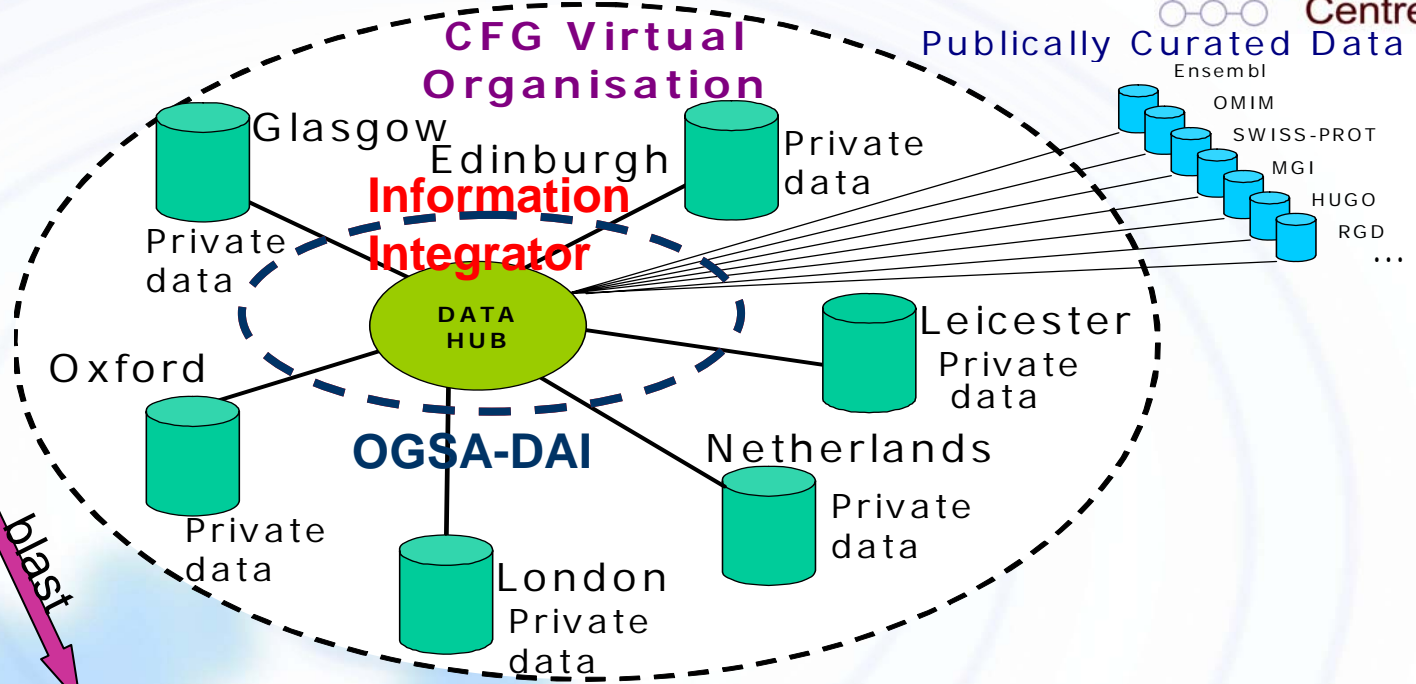 Centre
CFG Virtual
Organisation
Publically Curated Data
Ensembl
OMIM
SWISS-PROT
MGI
HUGO
RGD
...
Glasgow
Edinburgh
Private
data
Information
Integrator
Private
data
DATA
HUB
Leicester
Private
data
Oxford
OGSA-DAI
Netherlands
Private
data
Private
data
blast
London
Private
data